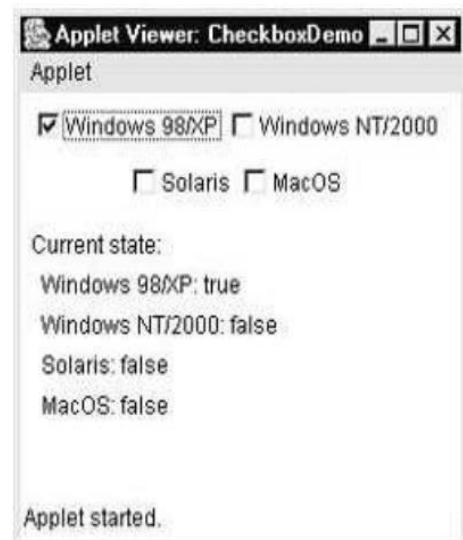 Applet Viewer: CheckboxDemo
Applet
Windows 98/XP Windows NT/2000
Solaris MacOS
Current state:
Windows 98/XP: true
Windows NT/2000: false
Solaris: false
MacOS: false
Applet started.